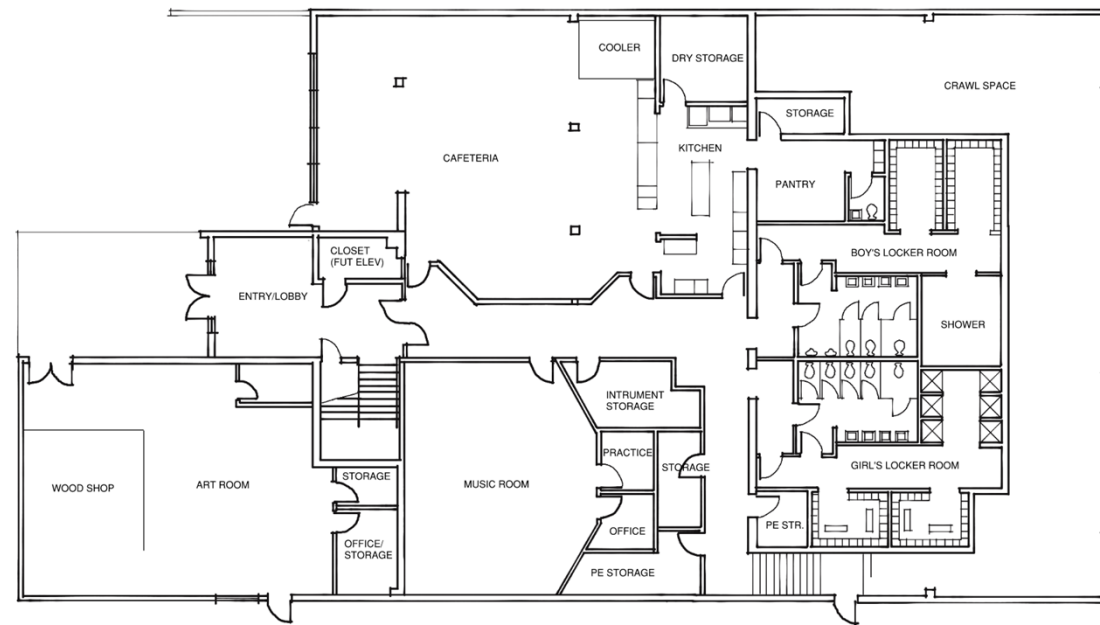 COOLER
DRY STORAGE
CRAWL SPACE
STORAGE
KITCHEN
CAFETERIA
PANTRY
CLOSET
(FUT ELEV)
BOY'S LOCKER ROOM
ENTRY/LOBBY
SHOWER
INTRUMENT
STORAGE
PRACTICE
STORAGE
GIRL'S LOCKER ROOM
STORAGE
WOOD SHOP
ART ROOM
MUSIC ROOM
PE STR.
OFFICE
OFFICE/
STORAGE
PE STORAGE